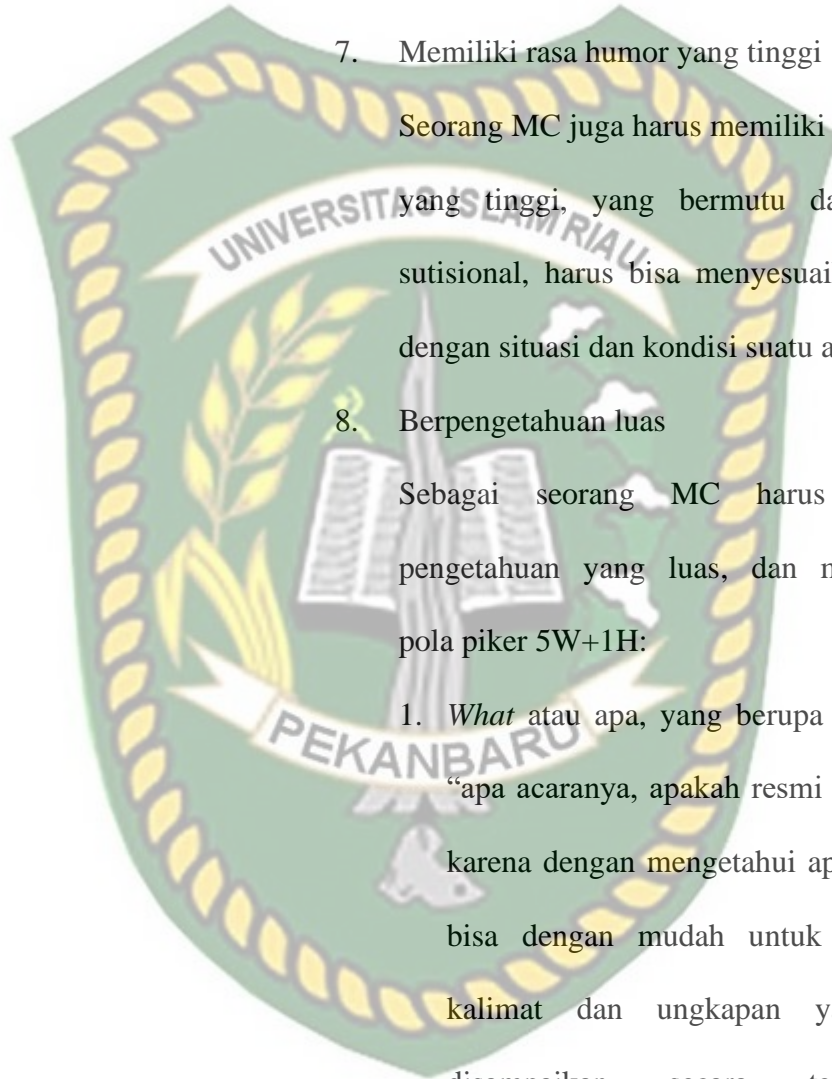 7. Memiliki rasa humor yang tinggi
Seorang MC juga harus memiliki
yang tinggi, yang bermutu
sutisional, harus bisa menyesuai
dengan situasi dan kondisi suatu
8. Berpengetahuan luas
Sebagai seorang MC harus
pengetahuan yang luas, dan
pola piker 5W+1H:
1. What atau apa, yang berupa
“apa acaranya, apakah resmi
karena dengan mengetahui
bisa dengan mudah untuk
kalimat dan ungkapan
UNIVERSITAS ISLAM RIAU
PEKANBARU